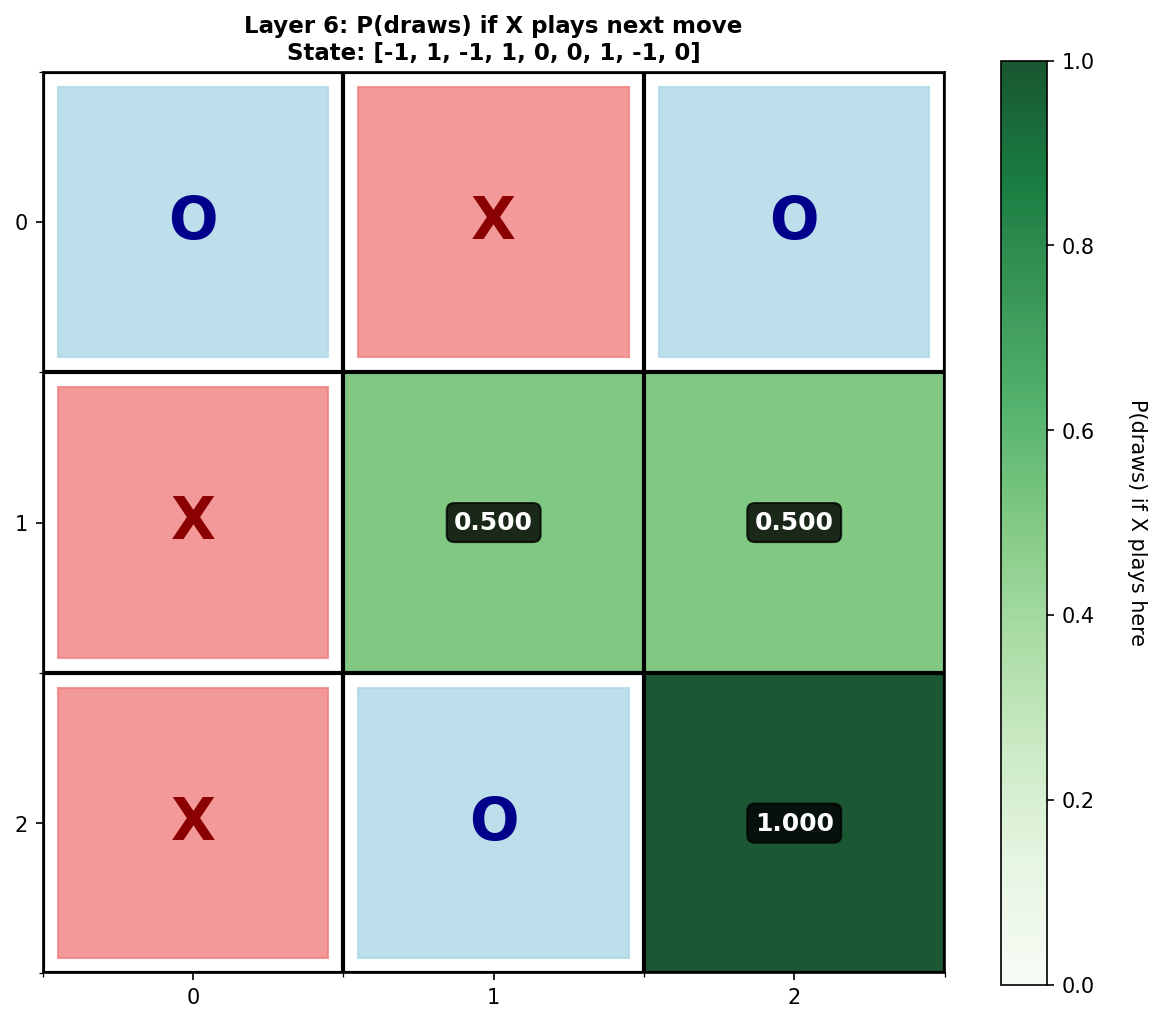 Layer 6: P(draws) if X plays next move
State: [-1, 1, -1, 1, 0, 0, 1, -1, 0]
O X O
X 0.500 0.500
X O 1.000
0
1
2
0 1 2
1.0
0.8
0.6
0.4
0.2
0.0
P(draws) if X plays here